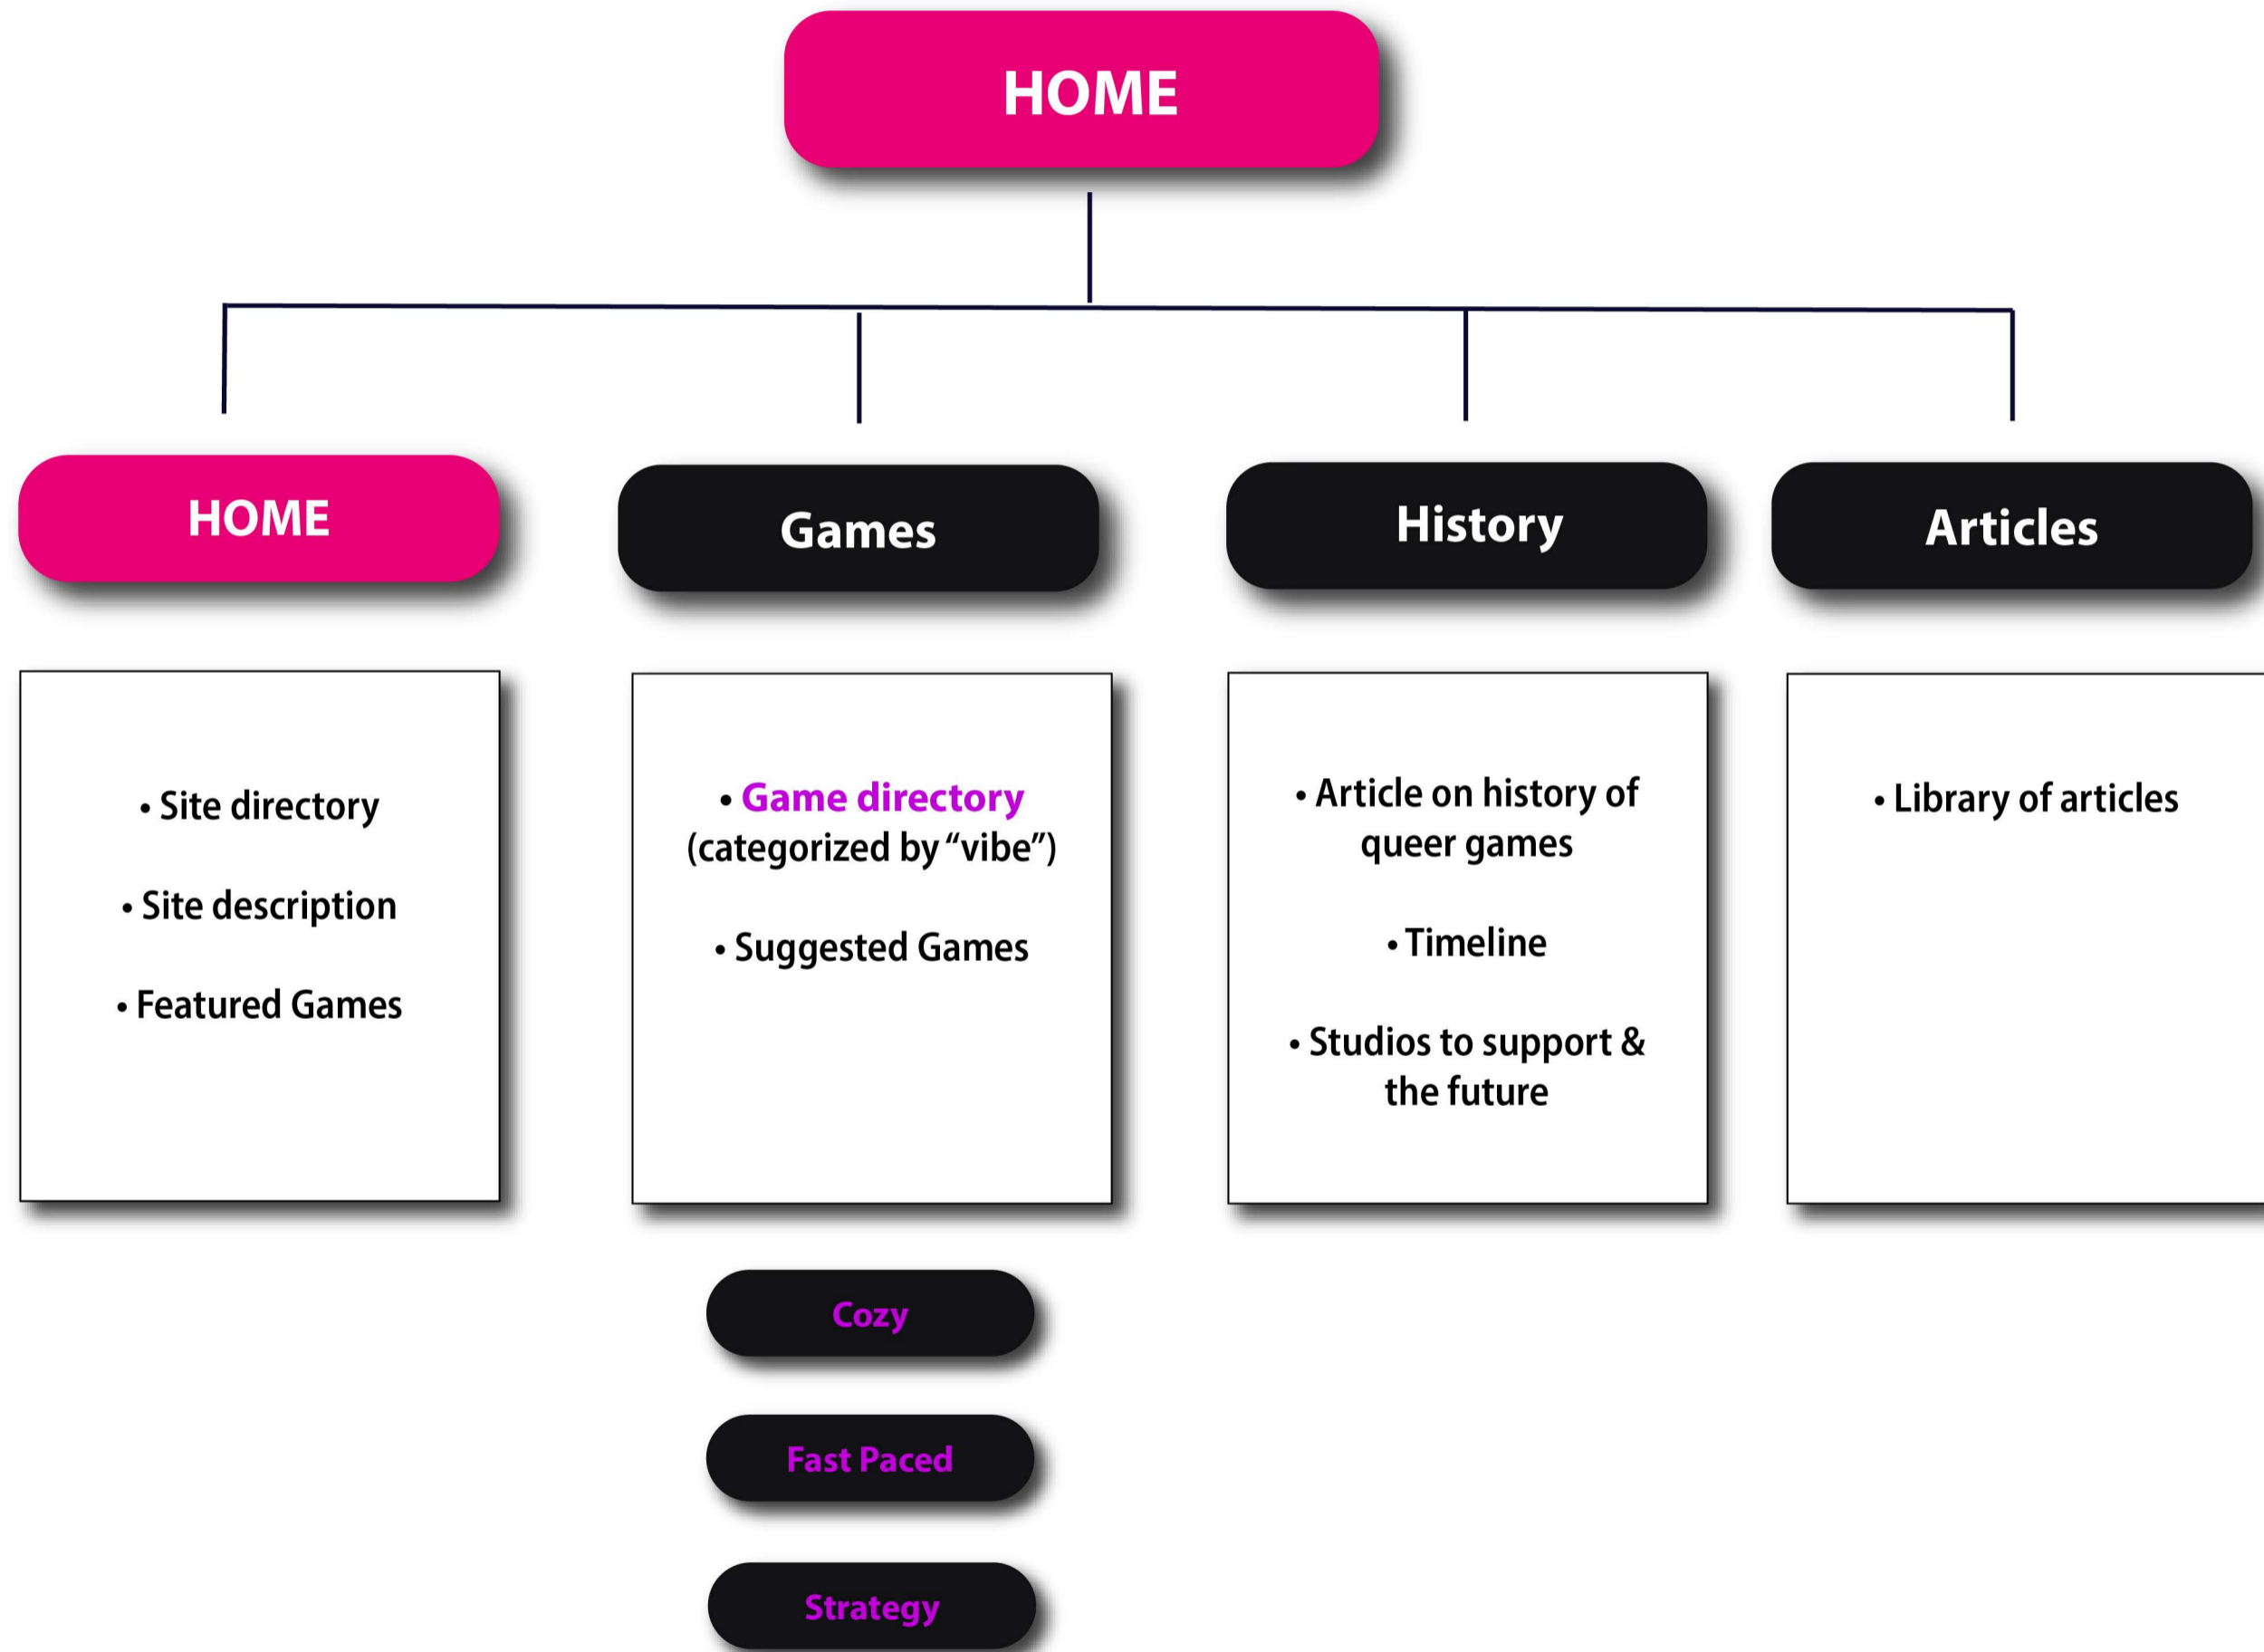 HOME
HOME
Games
History
Articles
• Site directory
• Site description
• Featured Games
• Game directory
(categorized by “vibe”)
• Suggested Games
• Article on history of
queer games
• Timeline
• Studios to support &
the future
• Library of articles
Cozy
Fast Paced
Strategy